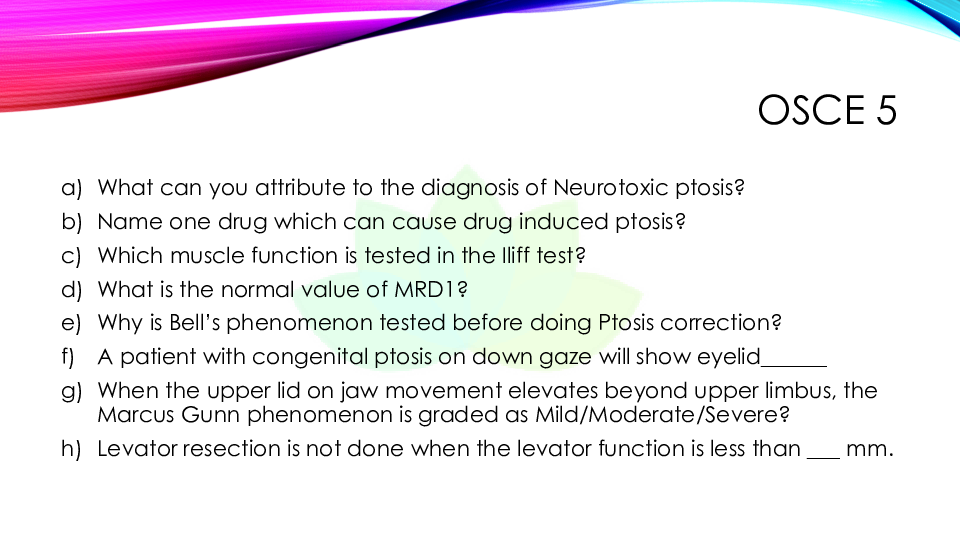 OSCE 5
a) What can you attribute to the diagnosis of Neurotoxic ptosis?
b) Name one drug which can cause drug induced ptosis?
c) Which muscle function is tested in the Iliff test?
d) What is the normal value of MRD1?
e) Why is Bell’s phenomenon tested before doing Ptosis correction?
f) A patient with congenital ptosis on down gaze will show eyelid______
g) When the upper lid on jaw movement elevates beyond upper limbus, the
Marcus Gunn phenomenon is graded as Mild/Moderate/Severe?
h) Levator resection is not done when the levator function is less than ___ mm.